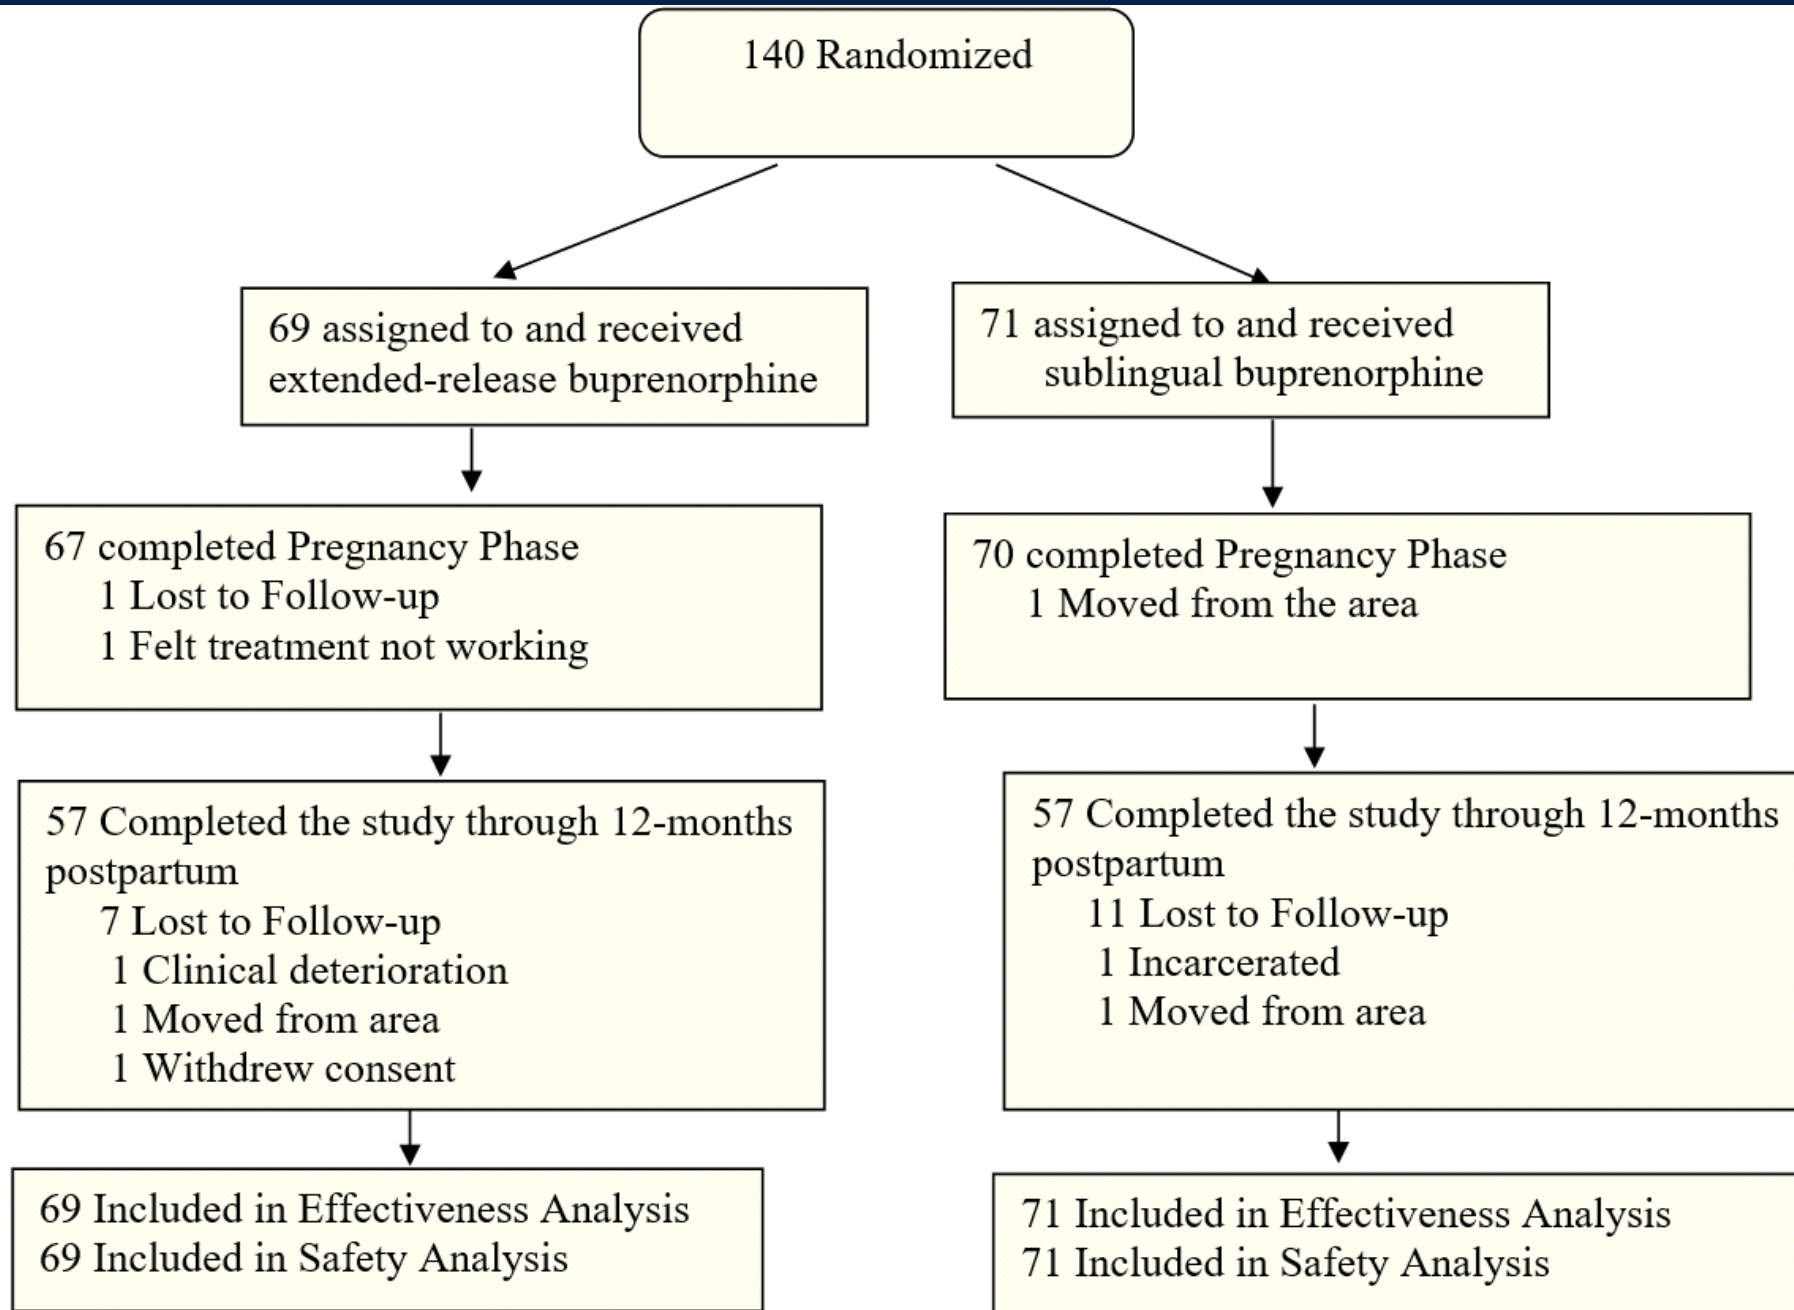 140 Randomized
69 assigned to and received
extended-release buprenorphine
71 assigned to and received
sublingual buprenorphine
67 completed Pregnancy Phase
1 Lost to Follow-up
1 Felt treatment not working
70 completed Pregnancy Phase
1 Moved from the area
57 Completed the study through 12-months
postpartum
7 Lost to Follow-up
1 Clinical deterioration
1 Moved from area
1 Withdrew consent
57 Completed the study through 12-months
postpartum
11 Lost to Follow-up
1 Incarcerated
1 Moved from area
69 Included in Effectiveness Analysis
69 Included in Safety Analysis
71 Included in Effectiveness Analysis
71 Included in Safety Analysis